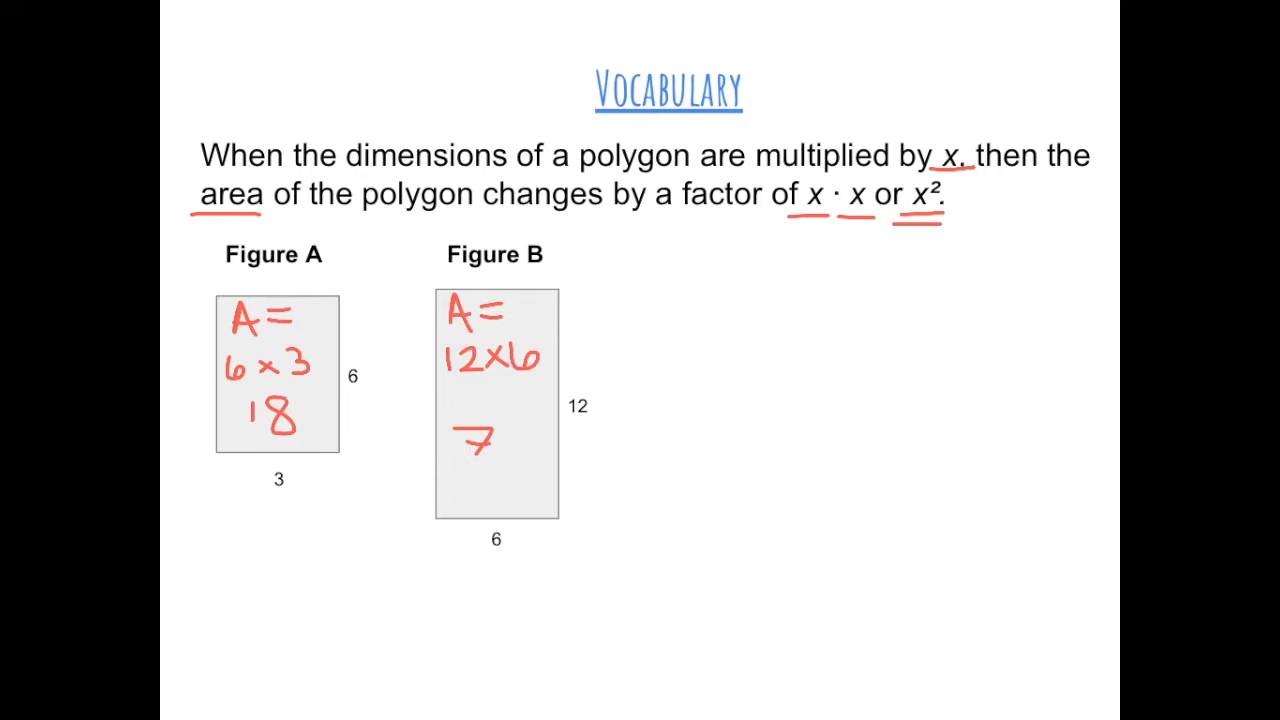 VOCABULARY
When the dimensions of a polygon are multiplied by x, then the
area of the polygon changes by a factor of x · x or x².
Figure A
A =
6 × 3
18
6
3
Figure B
A =
12 × 6
7
12
6